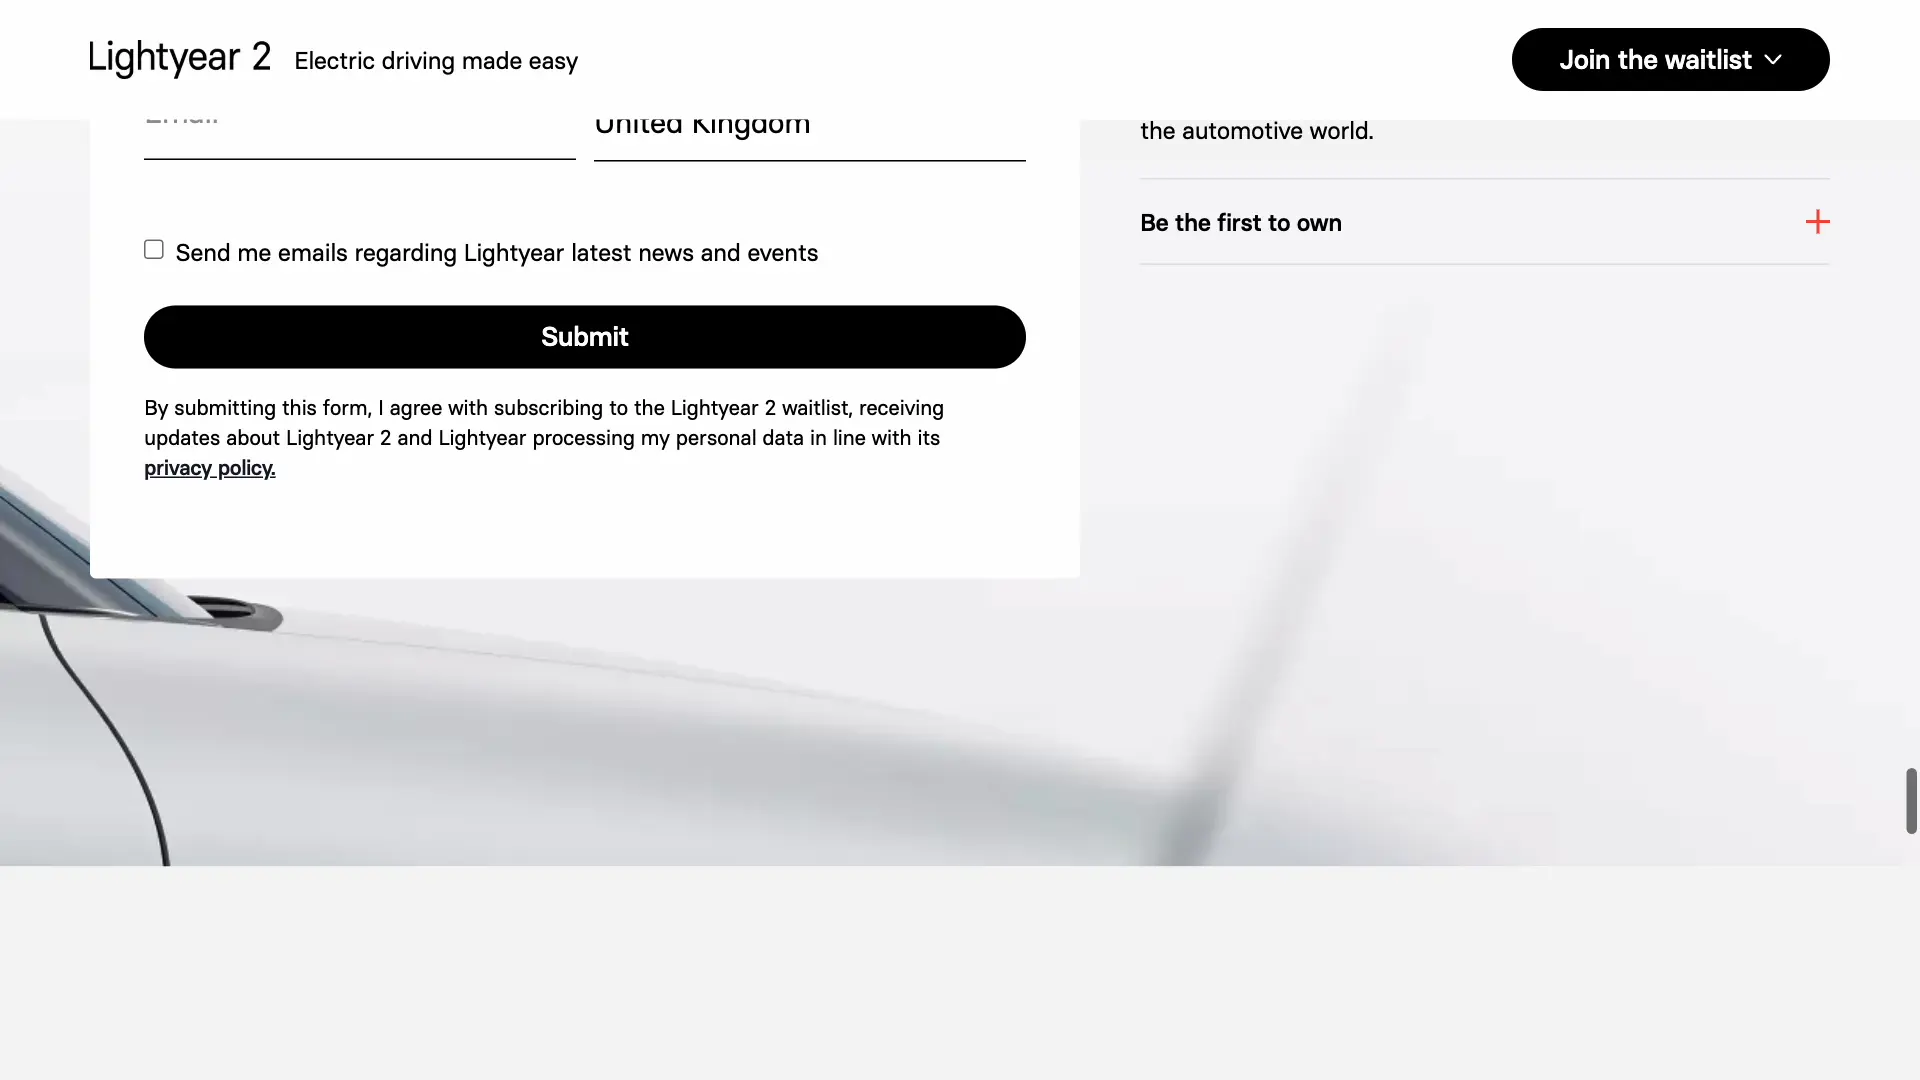 Lightyear 2 Electric driving made easy
Join the waitlist
Email
United Kingdom
Send me emails regarding Lightyear latest news and events
Submit
By submitting this form, I agree with subscribing to the Lightyear 2 waitlist, receiving
updates about Lightyear 2 and Lightyear processing my personal data in line with its
privacy policy.
the automotive world.
Be the first to own